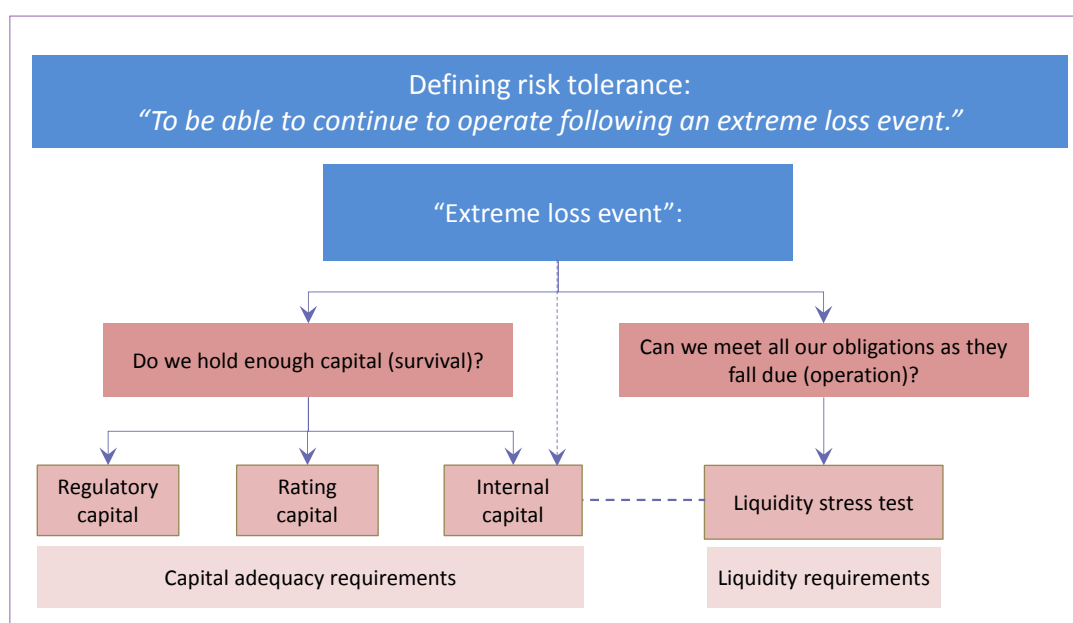 Defining risk tolerance:
“To be able to continue to operate following an extreme loss event.”
“Extreme loss event”:
Do we hold enough capital (survival)?
Can we meet all our obligations as they
fall due (operation)?
Regulatory
capital
Rating
capital
Internal
capital
Liquidity stress test
Capital adequacy requirements
Liquidity requirements